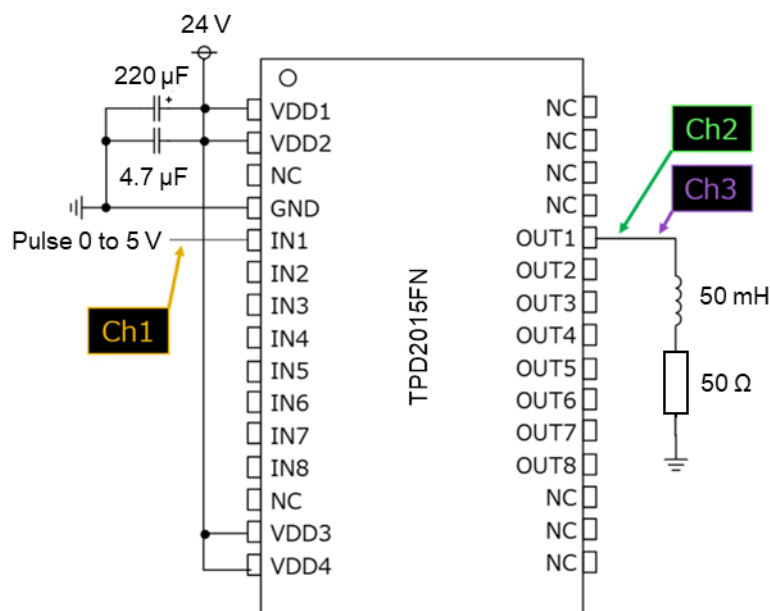 24 V
220 µF
+
4.7 µF
Pulse 0 to 5 V
Ch1
VDD1
VDD2
NC
GND
IN1
IN2
IN3
IN4
IN5
IN6
IN7
IN8
NC
VDD3
VDD4
TPD2015FN
NC
NC
NC
NC
OUT1
OUT2
OUT3
OUT4
OUT5
OUT6
OUT7
OUT8
NC
NC
NC
Ch2
Ch3
50 mH
50 Ω